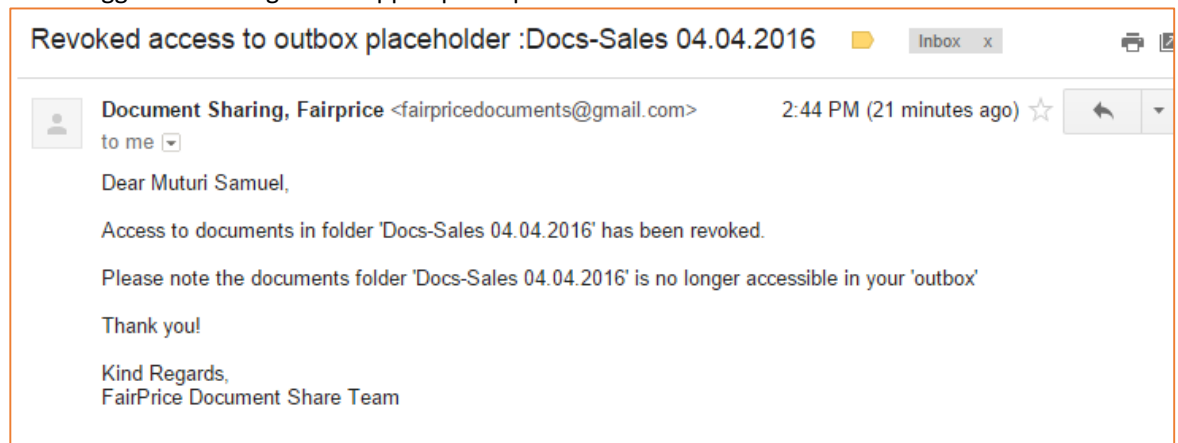 Revoked access to outbox placeholder :Docs-Sales 04.04.2016 Inbox x
Document Sharing, Fairprice <fairpricedocuments@gmail.com> 2:44 PM (21 minutes ago)
to me
Dear Muturi Samuel,
Access to documents in folder 'Docs-Sales 04.04.2016' has been revoked.
Please note the documents folder 'Docs-Sales 04.04.2016' is no longer accessible in your 'outbox'
Thank you!
Kind Regards,
FairPrice Document Share Team